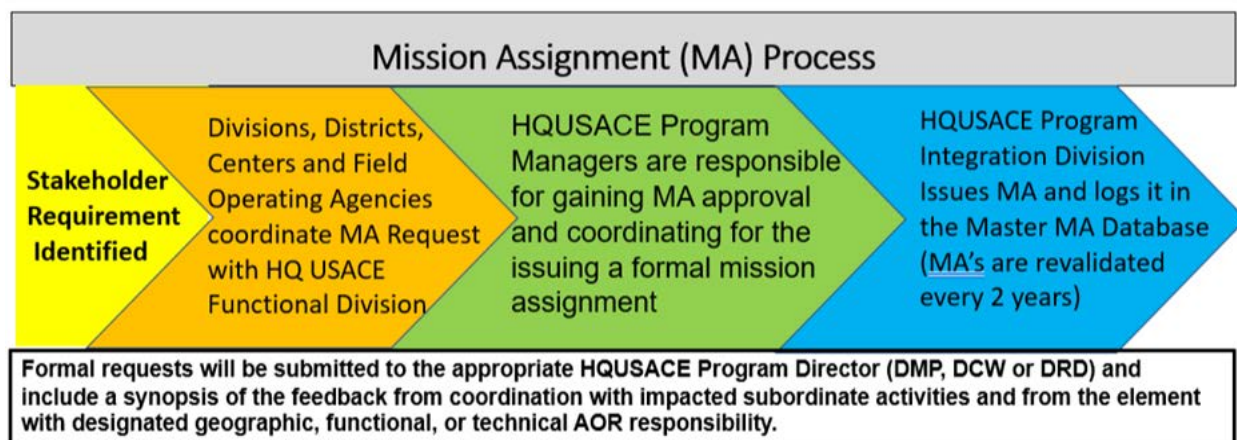 Mission Assignment (MA) Process
Stakeholder
Requirement
Identified
Divisions, Districts,
Centers and Field
Operating Agencies
coordinate MA Request
with HQ USACE
Functional Division
HQUSACE Program
Managers are responsible
for gaining MA approval
and coordinating for the
issuing a formal mission
assignment
HQUSACE Program
Integration Division
Issues MA and logs it in
the Master MA Database
(MA's are revalidated
every 2 years)
Formal requests will be submitted to the appropriate HQUSACE Program Director (DMP, DCW or DRD) and
include a synopsis of the feedback from coordination with impacted subordinate activities and from the element
with designated geographic, functional, or technical AOR responsibility.